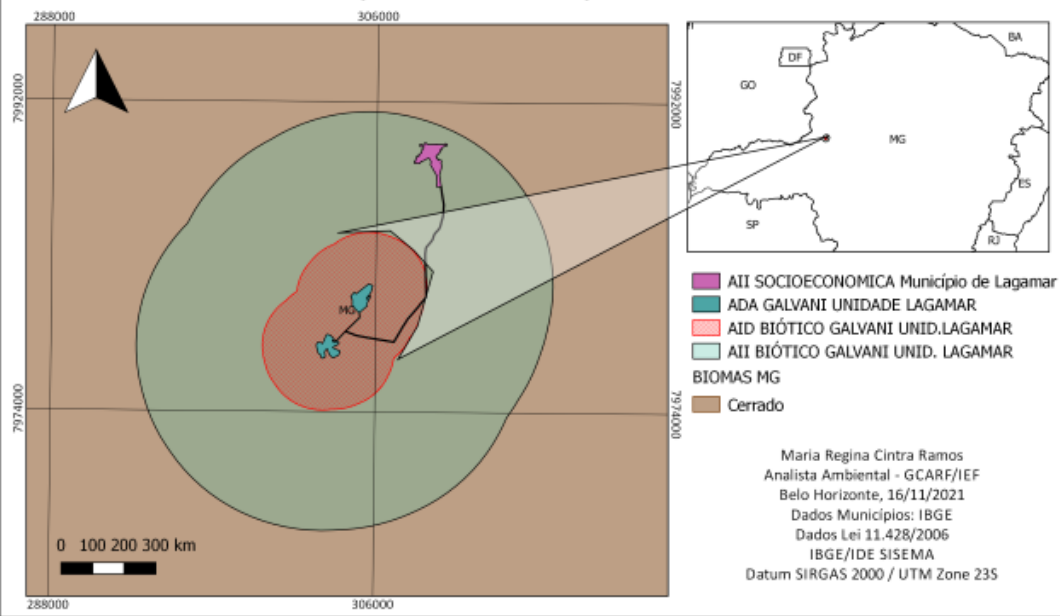 288000
306000
7992000
7992000
DF
BA
GO
MG
ES
SP
RJ
MG
7974000
7974000
0 100 200 300 km
288000
306000
AII SOCIOECONOMICA Município de Lagamar
ADA GALVANI UNIDADE LAGAMAR
AID BIÓTICO GALVANI UNID.LAGAMAR
AII BIÓTICO GALVANI UNID. LAGAMAR
BIOMAS MG
Cerrado
Maria Regina Cintra Ramos
Analista Ambiental - GCARF/IEF
Belo Horizonte, 16/11/2021
Dados Municípios: IBGE
Dados Lei 11.428/2006
IBGE/IDE SISEMA
Datum SIRGAS 2000 / UTM Zone 23S